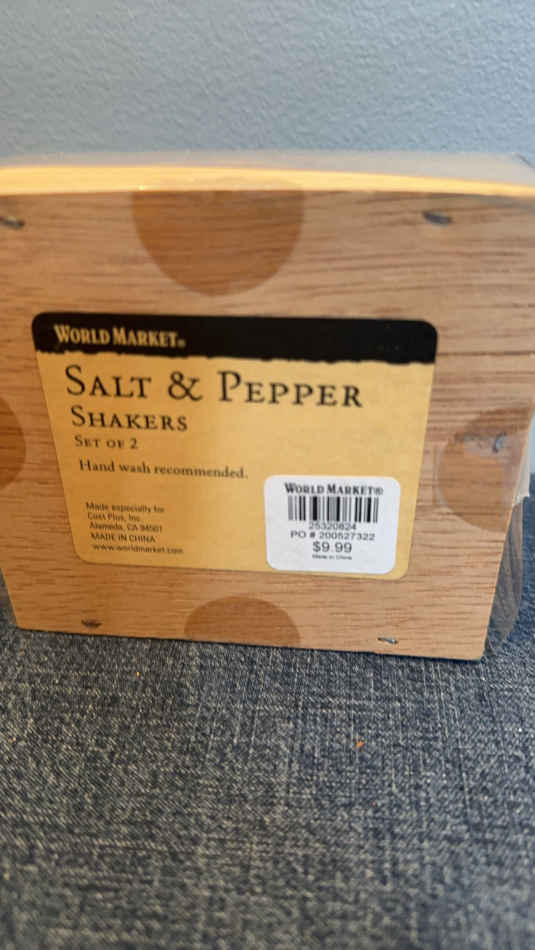 WORLD MARKET®
SALT & PEPPER
SHAKERS
SET OF 2
Hand wash recommended.
Made especially for
Cost Plus, Inc.
Alameda, CA 94501
MADE IN CHINA
www.worldmarket.com
WORLD MARKET®
25320824
PO # 200527322
$9.99
Made in China